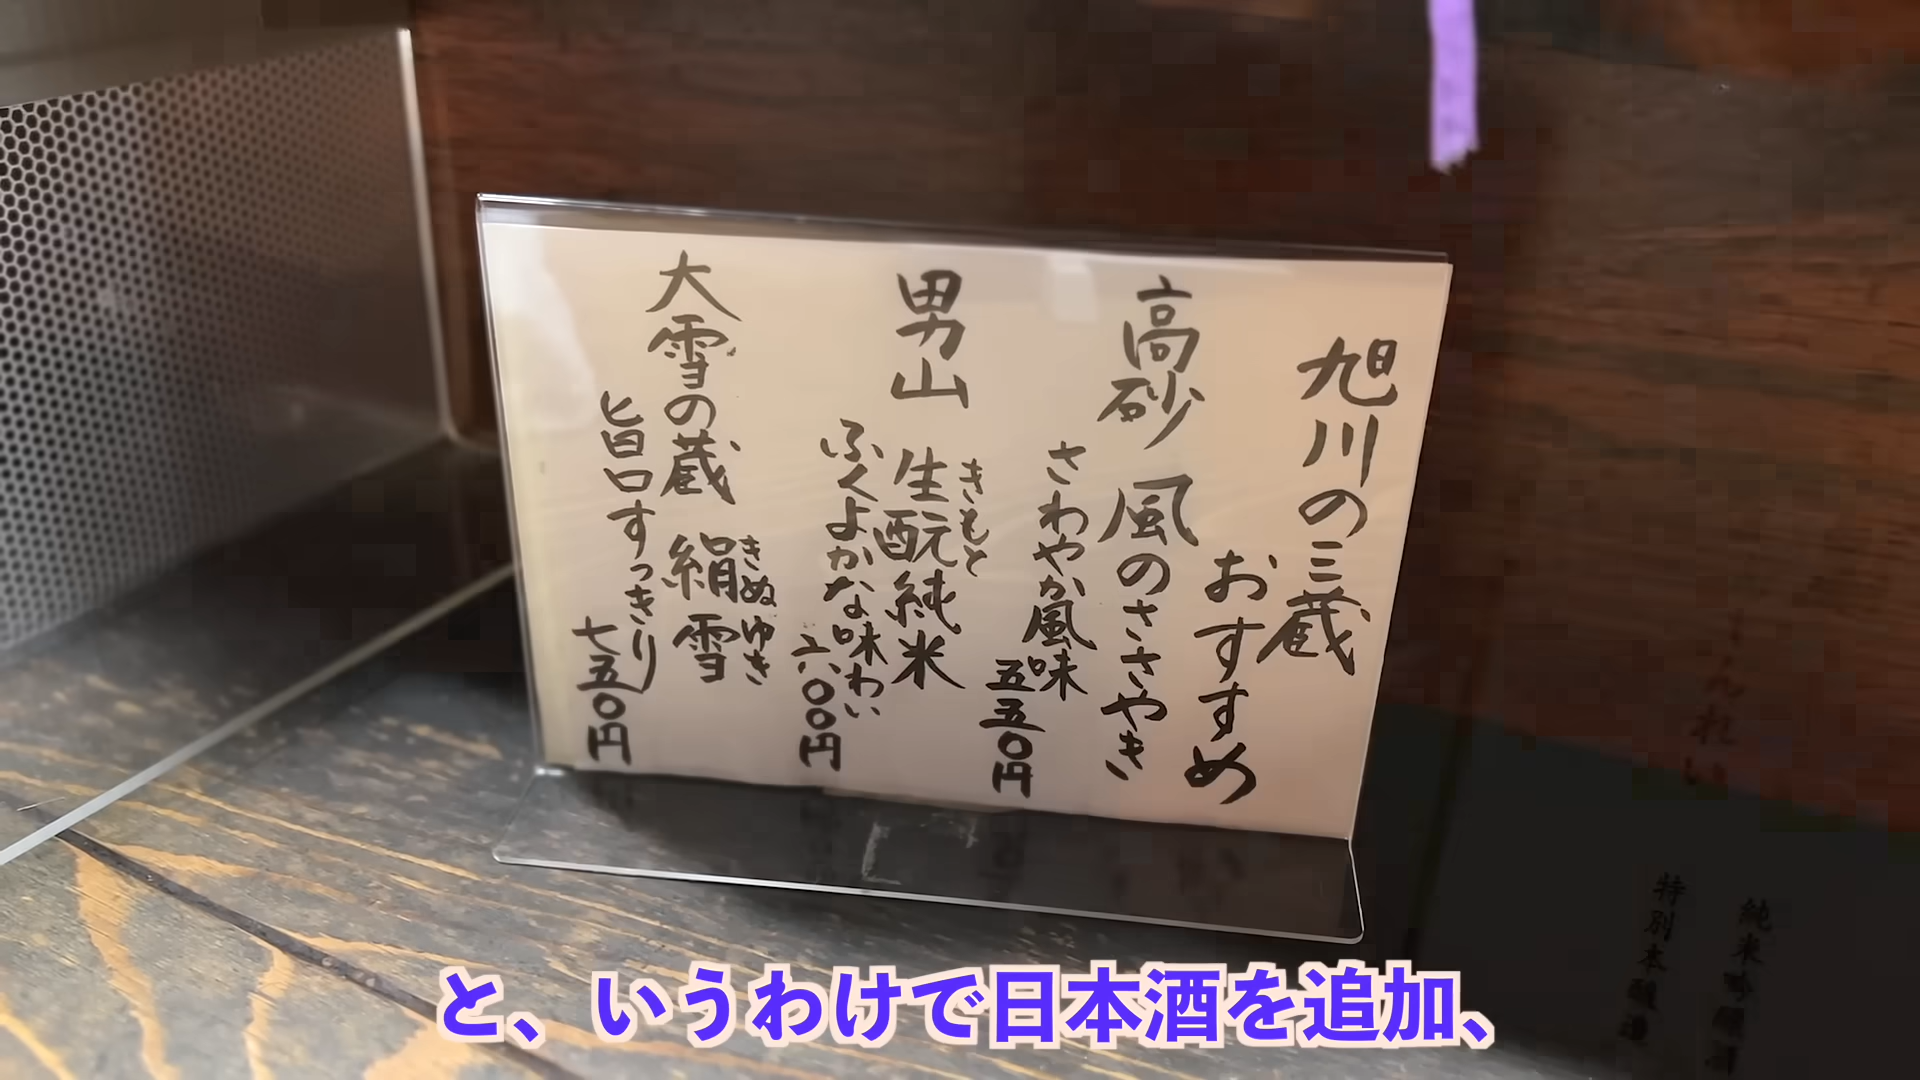 旭川の三蔵
おすすめ
高砂 風のささやき
さわやか風味
五五〇円
男山 生酛純米
きもと
ふくよかな味わい
六〇〇円
大雪の蔵 絹雪
きぬゆき
旨口すっきり
七五〇円
純米吟醸酒
特別本醸造
と、いうわけで日本酒を追加、